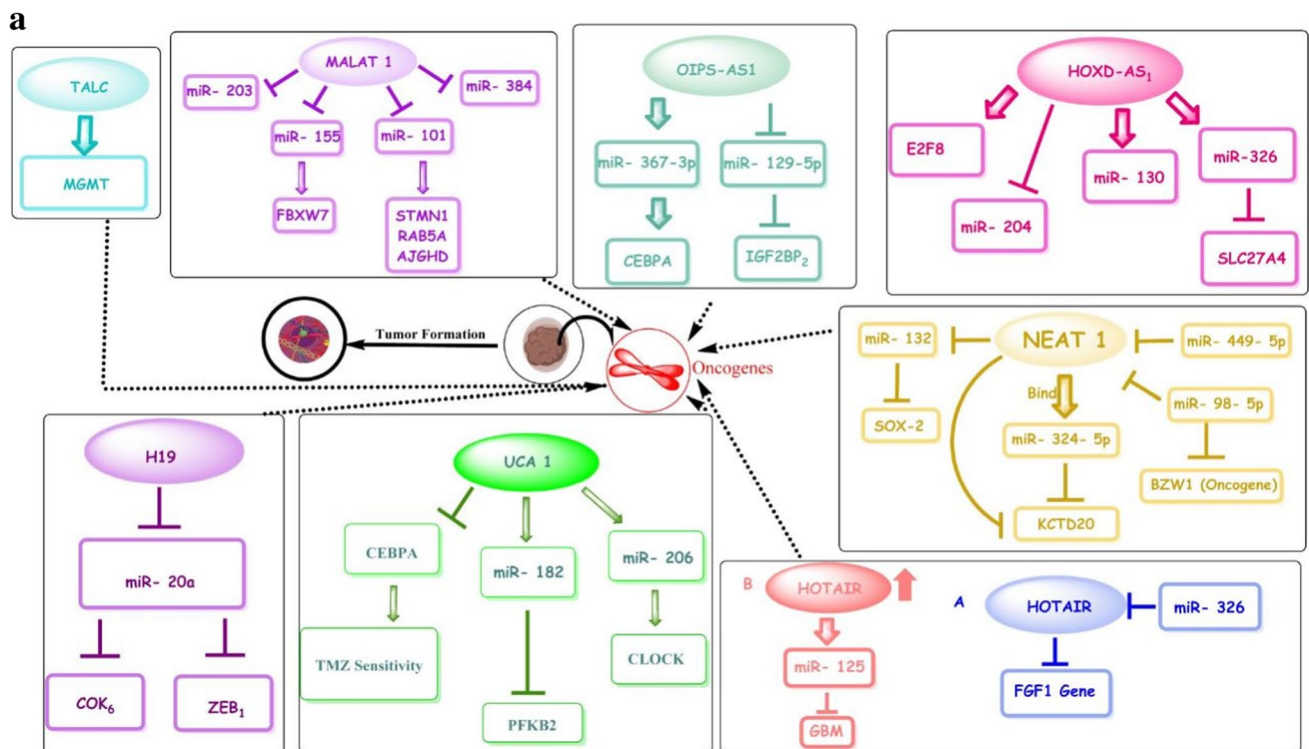 a
TALC
MGMT
MALAT 1
miR- 203
miR- 384
miR- 155
miR- 101
FBXW7
STMN1
RAB5A
AJGHD
OIPS-AS1
miR- 367-3p
miR- 129-5p
CEBPA
IGF2BP₂
HOXD-AS₁
E2F8
miR- 204
miR- 130
miR-326
SLC27A4
Tumor Formation
Oncogenes
NEAT 1
miR- 132
miR- 449- 5p
Bind
miR- 98- 5p
SOX-2
miR- 324- 5p
BZW1 (Oncogene)
KCTD20
H19
miR- 20a
COK₆
ZEB₁
UCA 1
CEBPA
miR- 182
miR- 206
TMZ Sensitivity
CLOCK
PFKB2
B
HOTAIR
miR- 125
GBM
A
HOTAIR
miR- 326
FGF1 Gene